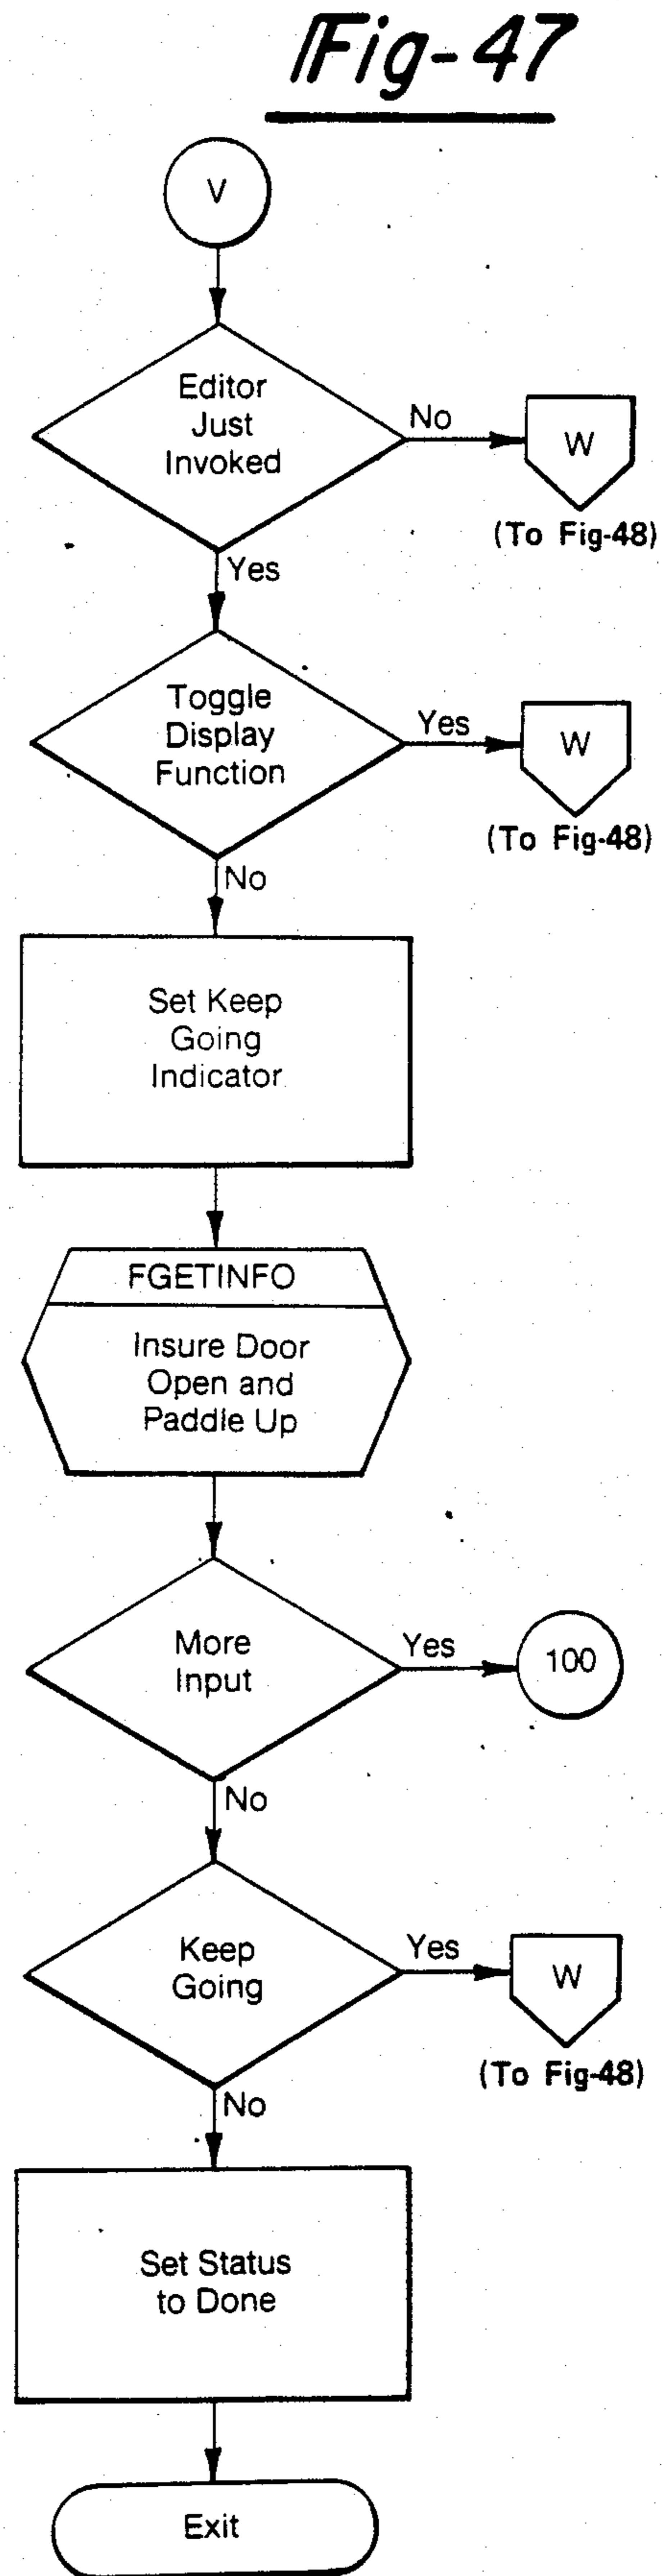 Fig-47
V
Editor
Just
Invoked
No
W
(To Fig-48)
Yes
Toggle
Display
Function
Yes
W
(To Fig-48)
No
Set Keep
Going
Indicator
FGETINFO
Insure Door
Open and
Paddle Up
More
Input
Yes
100
No
Keep
Going
Yes
W
(To Fig-48)
No
Set Status
to Done
Exit